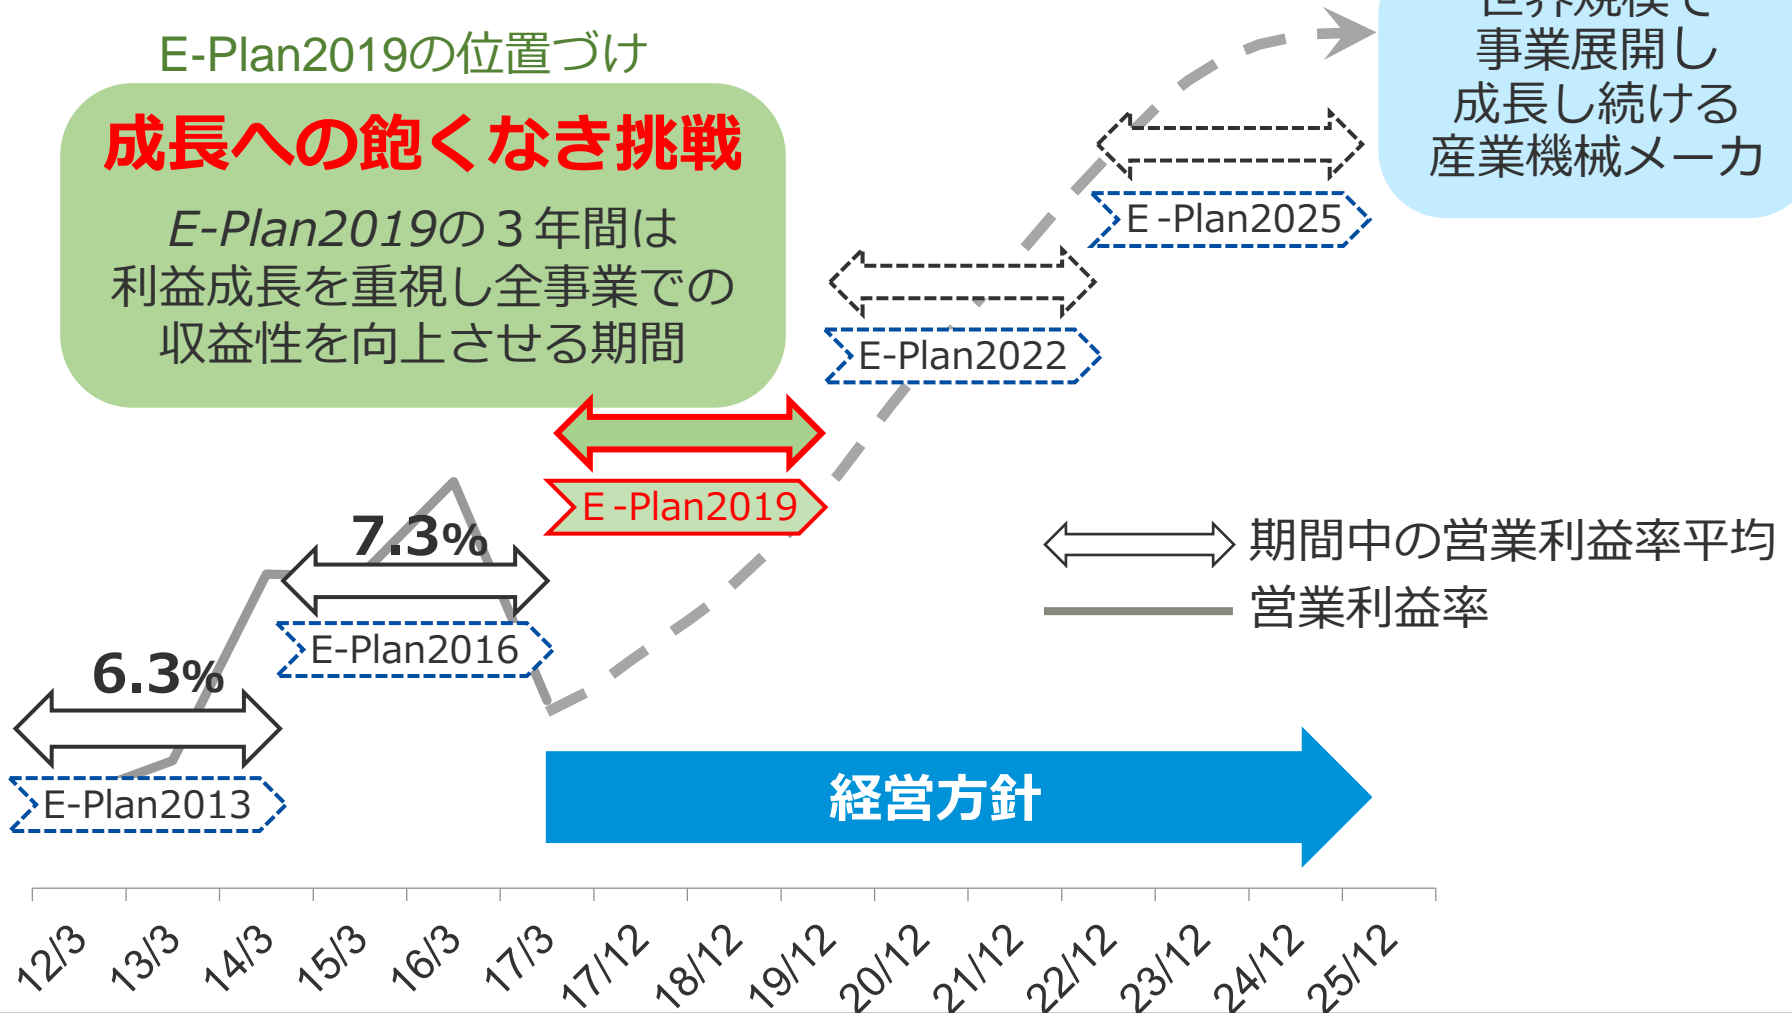 E-Plan2019の位置づけ
成長への飽くなき挑戦
E-Plan2019の３年間は
利益成長を重視し全事業での
収益性を向上させる期間
世界規模で
事業展開し
成長し続ける
産業機械メーカ
E-Plan2025
E-Plan2022
E-Plan2019
7.3%
E-Plan2016
6.3%
E-Plan2013
期間中の営業利益率平均
営業利益率
経営方針
12/3
13/3
14/3
15/3
16/3
17/3
17/12
18/12
19/12
20/12
21/12
22/12
23/12
24/12
25/12